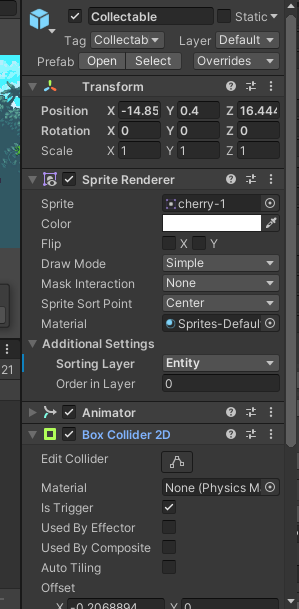 Collectable Static
Tag Collectab Layer Default
Prefab Open Select Overrides
Transform
Position X -14.85 Y 0.4 Z 16.444
Rotation X 0 Y 0 Z 0
Scale X 1 Y 1 Z 1
Sprite Renderer
Sprite cherry-1
Color
Flip X Y
Draw Mode Simple
Mask Interaction None
Sprite Sort Point Center
Material Sprites-Defaul
Additional Settings
21
Sorting Layer Entity
Order in Layer 0
Animator
Box Collider 2D
Edit Collider
Material None (Physics M
Is Trigger
Used By Effector
Used By Composite
Auto Tiling
Offset
X -0.2068894 Y 0